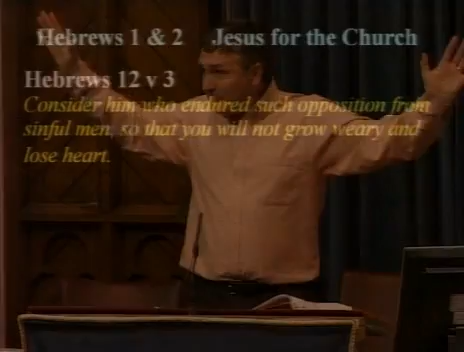 Hebrews 1 & 2 Jesus for the Church
Hebrews 12 v 3
Consider him who endured such opposition from
sinful men, so that you will not grow weary and
lose heart.